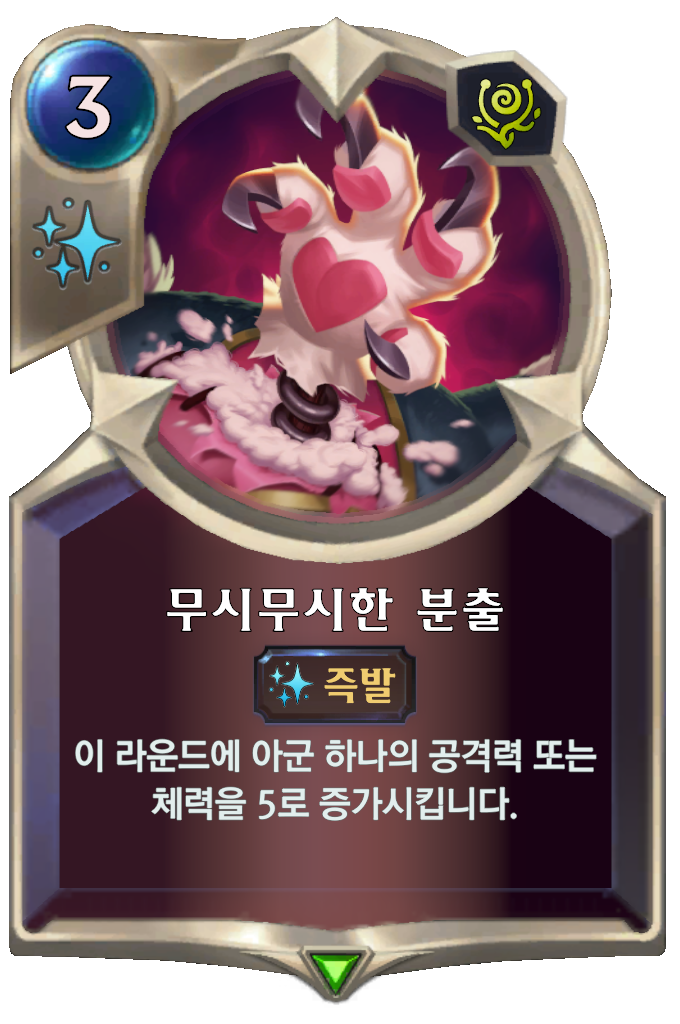 3
무시무시한 분출
즉발
이 라운드에 아군 하나의 공격력 또는
체력을 5로 증가시킵니다.